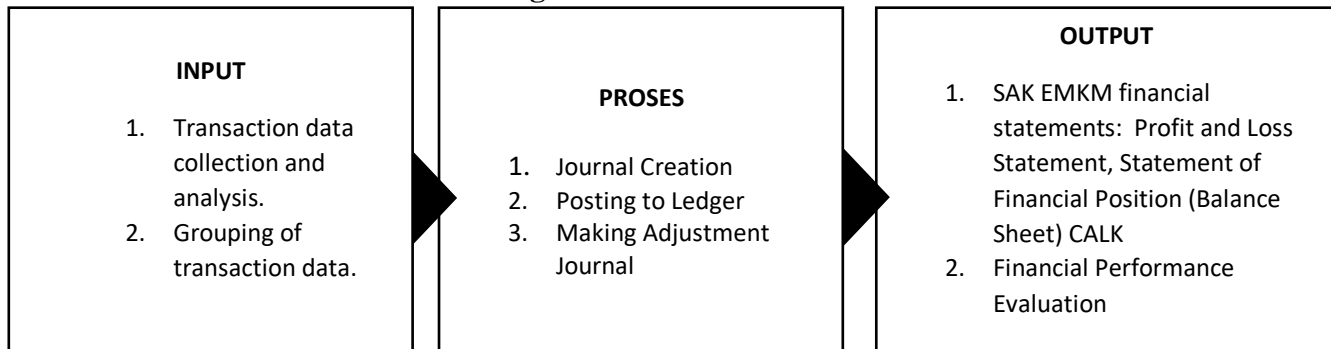 INPUT
1. Transaction data
collection and
analysis.
2. Grouping of
transaction data.
PROSES
1. Journal Creation
2. Posting to Ledger
3. Making Adjustment
Journal
OUTPUT
1. SAK EMKM financial
statements: Profit and Loss
Statement, Statement of
Financial Position (Balance
Sheet) CALK
2. Financial Performance
Evaluation